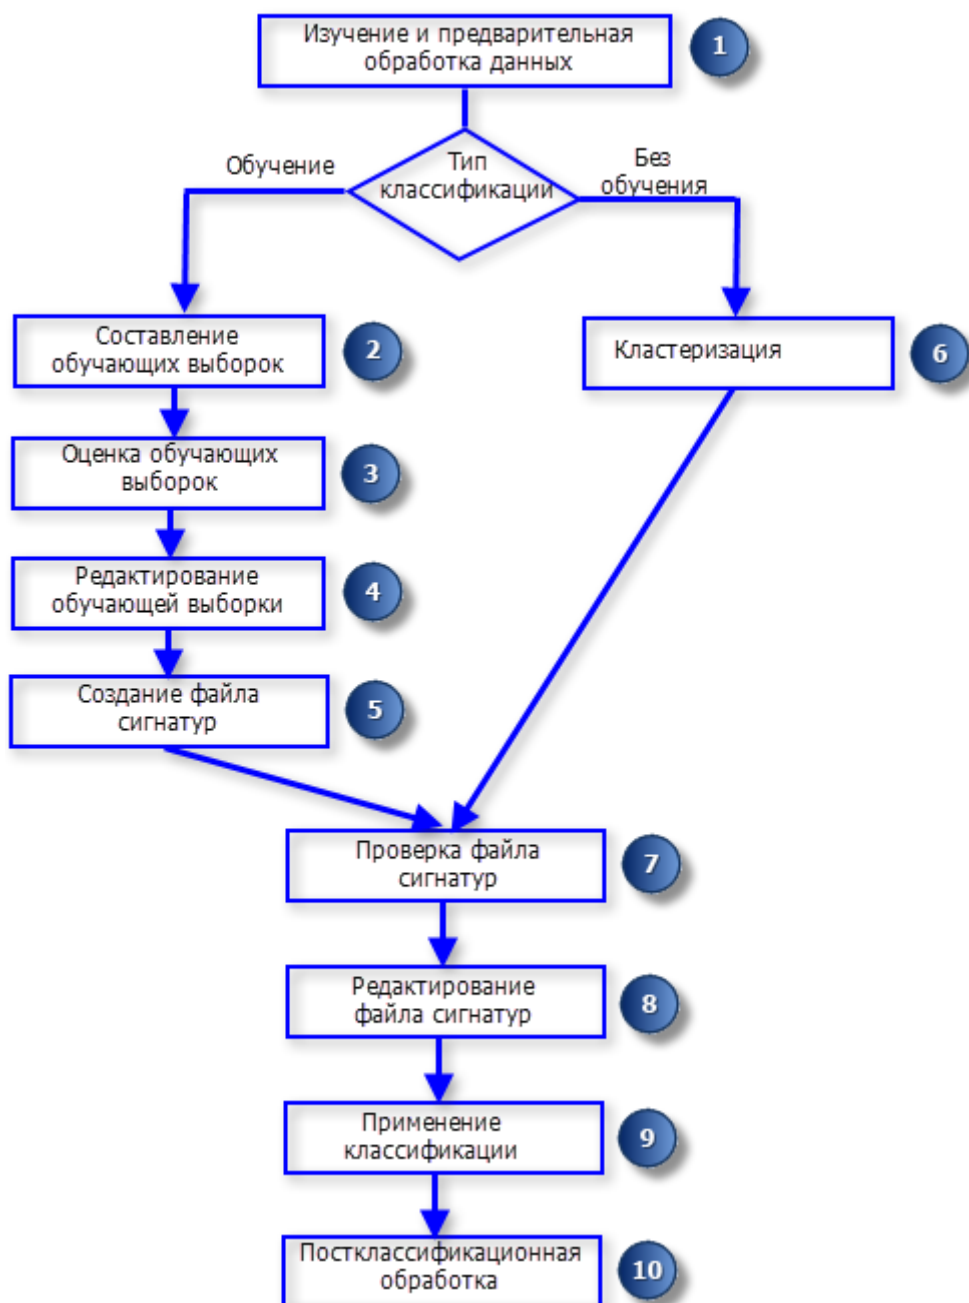 Изучение и предварительная
обработка данных
1
Тип
классификации
Обучение
Без
обучения
Составление
обучающих выборок
2
Кластеризация
6
Оценка обучающих
выборок
3
Редактирование
обучающей выборки
4
Создание файла
сигнатур
5
Проверка файла
сигнатур
7
Редактирование
файла сигнатур
8
Применение
классификации
9
Постклассификационная
обработка
10